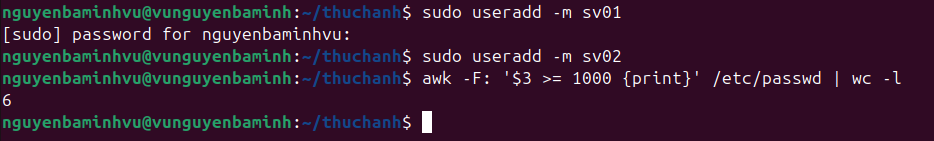 nguyenbaminhvu@vunguyenbaminh:~/thuchanh$ sudo useradd -m sv01
[sudo] password for nguyenbaminhvu:
nguyenbaminhvu@vunguyenbaminh:~/thuchanh$ sudo useradd -m sv02
nguyenbaminhvu@vunguyenbaminh:~/thuchanh$ awk -F: '$3 >= 1000 {print}' /etc/passwd | wc -l
6
nguyenbaminhvu@vunguyenbaminh:~/thuchanh$